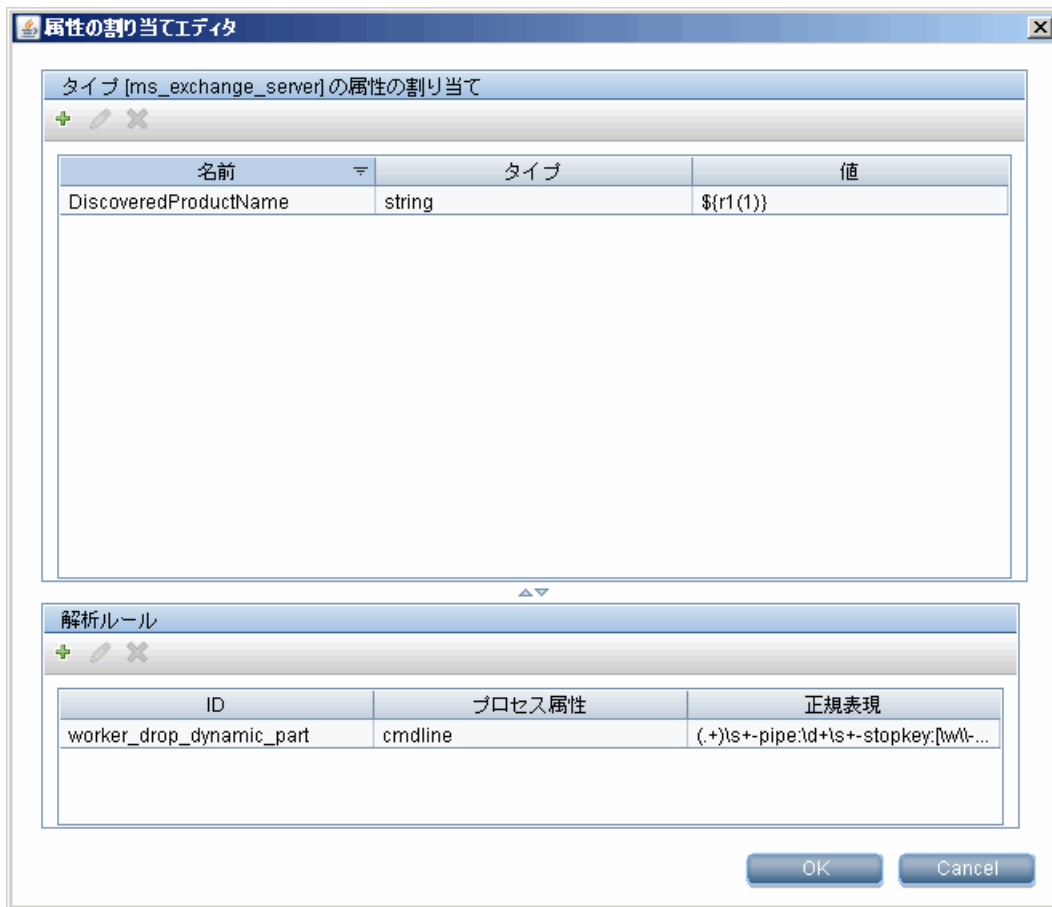 属性の割り当てエディタ
タイプ [ms_exchange_server] の属性の割り当て
名前 タイプ 値
DiscoveredProductName string ${r1(1)}
解析ルール
ID プロセス属性 正規表現
worker_drop_dynamic_part cmdline (.+)\s+-pipe:\d+\s+-stopkey:[\w\\-...
OK Cancel